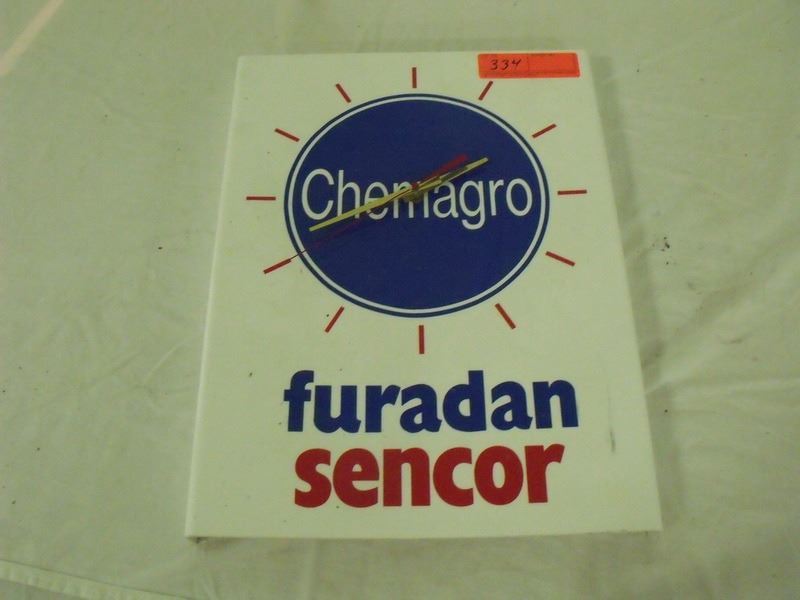 334
Chemagro
furadan
sencor